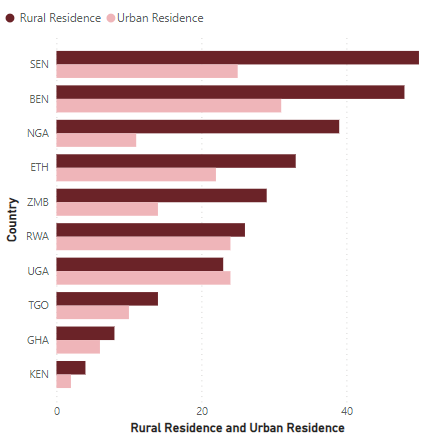 Rural Residence Urban Residence
SEN
BEN
NGA
ETH
ZMB
RWA
UGA
TGO
GHA
KEN
Country
0 20 40
Rural Residence and Urban Residence